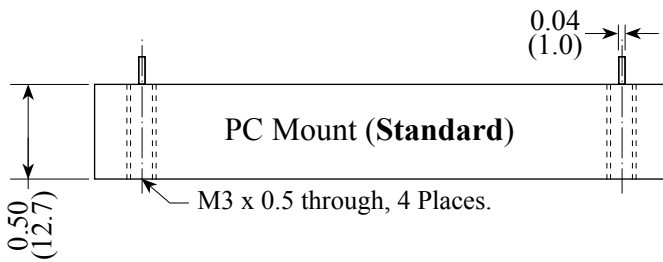 0.04
(1.0)
PC Mount (Standard)
M3 x 0.5 through, 4 Places.
0.50
(12.7)